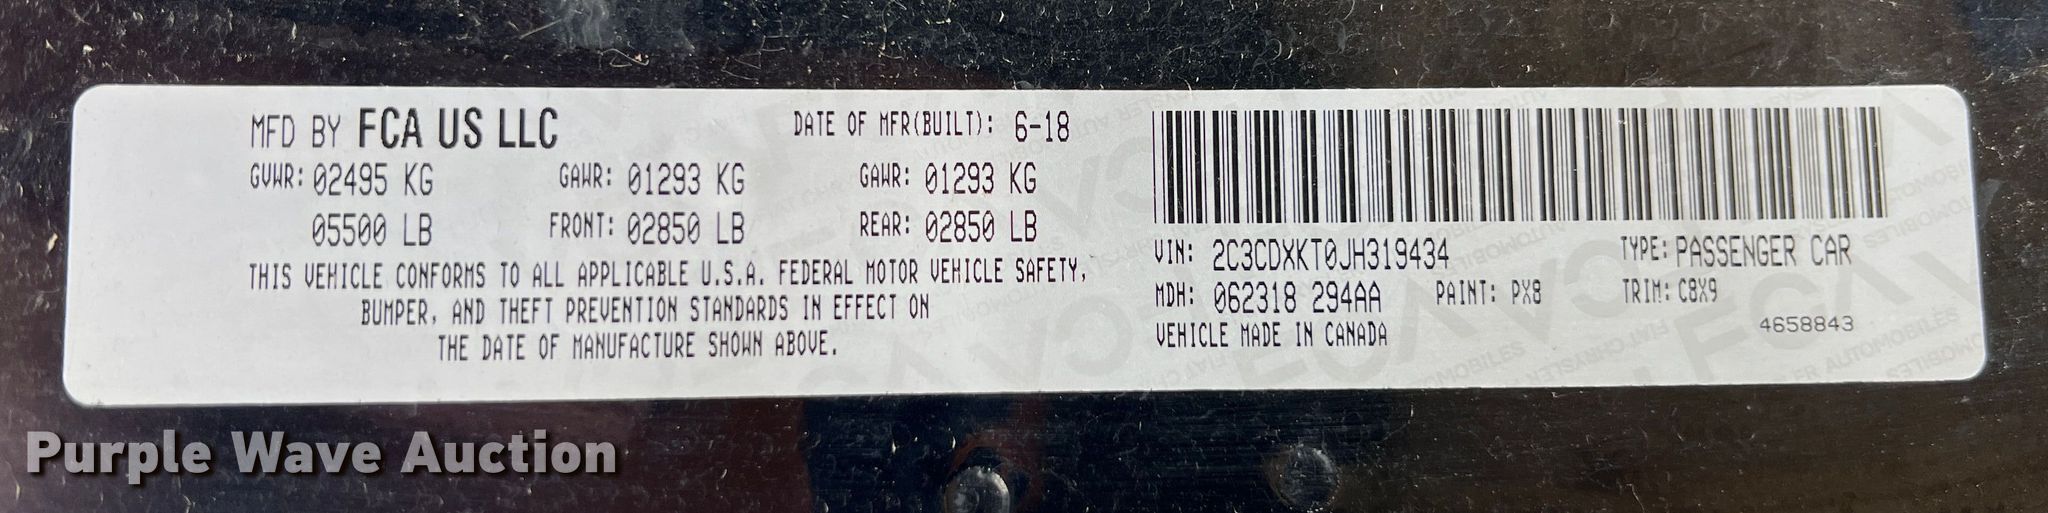 MFD BY FCA US LLC DATE OF MFR(BUILT): 6-18
GVWR: 02495 KG GAWR: 01293 KG GAWR: 01293 KG
05500 LB FRONT: 02850 LB REAR: 02850 LB
THIS VEHICLE CONFORMS TO ALL APPLICABLE U.S.A. FEDERAL MOTOR VEHICLE SAFETY,
BUMPER, AND THEFT PREVENTION STANDARDS IN EFFECT ON
THE DATE OF MANUFACTURE SHOWN ABOVE.
VIN: 2C3CDXKT0JH319434 TYPE: PASSENGER CAR
MDH: 062318 294AA PAINT: PX8 TRIM: C8X9
VEHICLE MADE IN CANADA 4658843
Purple Wave Auction